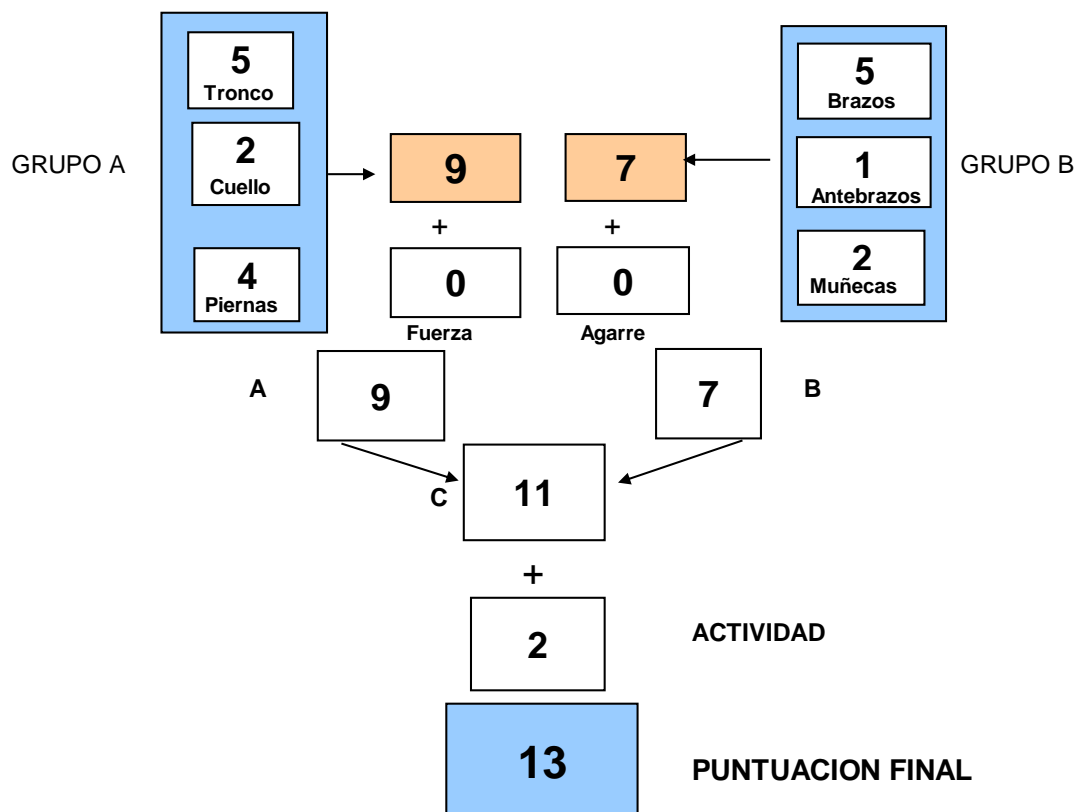 GRUPO A
5
Tronco
2
Cuello
4
Piernas
9
+
0
Fuerza
7
+
0
Agarre
5
Brazos
1
Antebrazos
2
Muñecas
GRUPO B
A
9
7
B
C
11
+
2
ACTIVIDAD
13
PUNTUACION FINAL